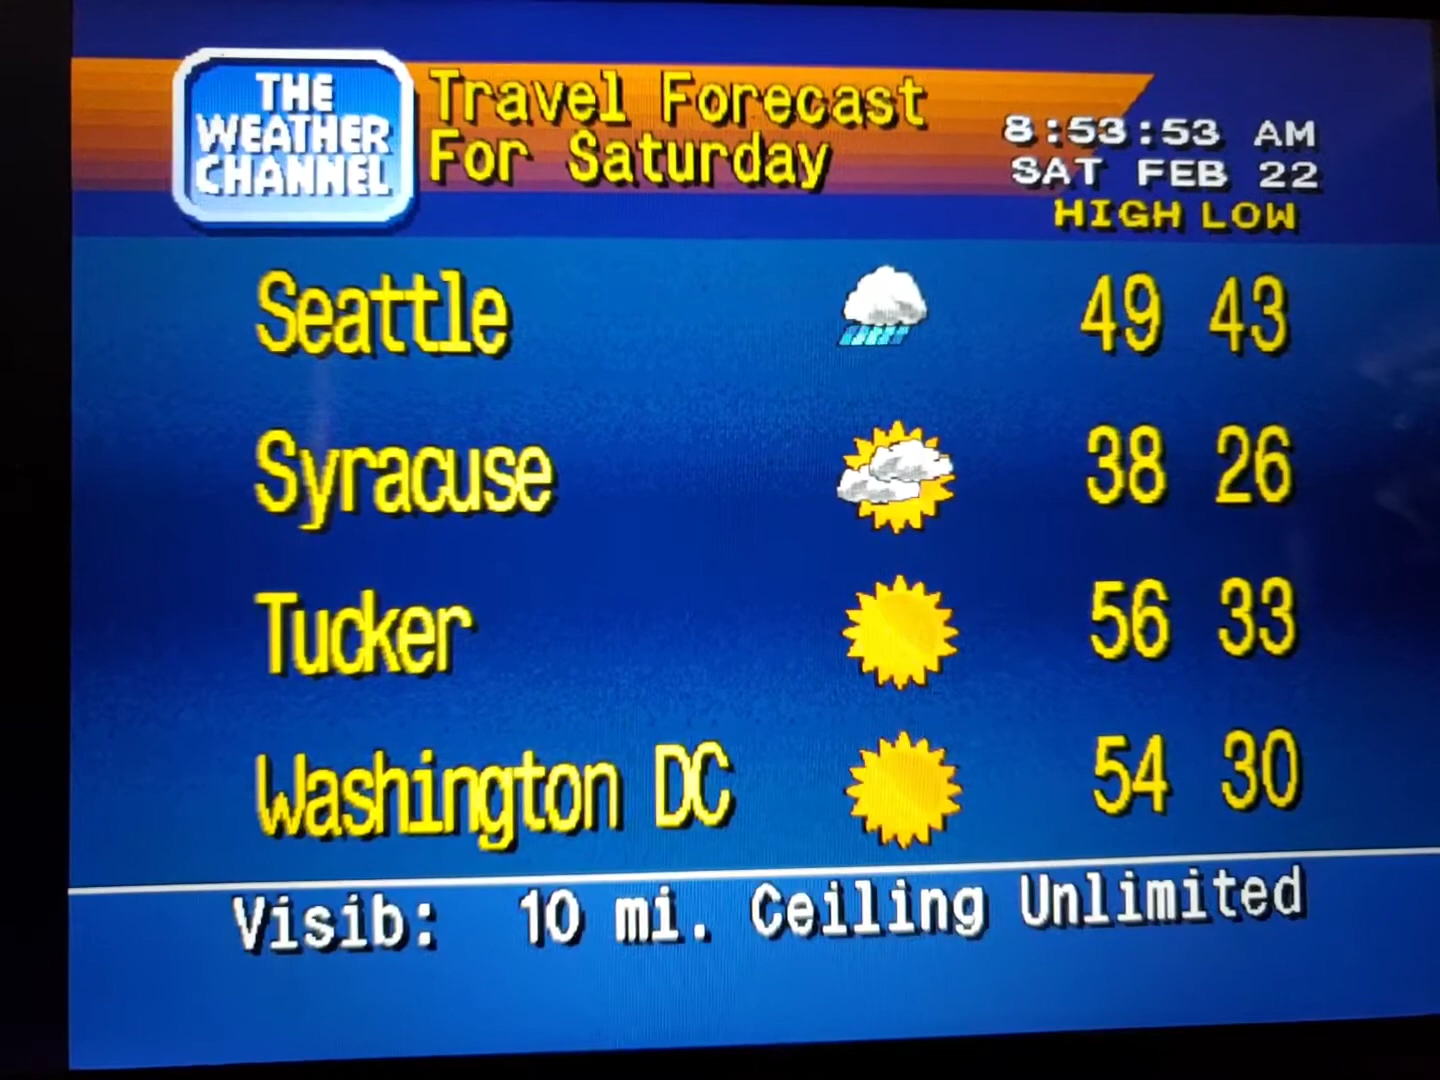 THE
WEATHER
CHANNEL
Travel Forecast
For Saturday
8:53:53 AM
SAT FEB 22
HIGH LOW
Seattle 49 43
Syracuse 38 26
Tucker 56 33
Washington DC 54 30
Visib: 10 mi. Ceiling Unlimited